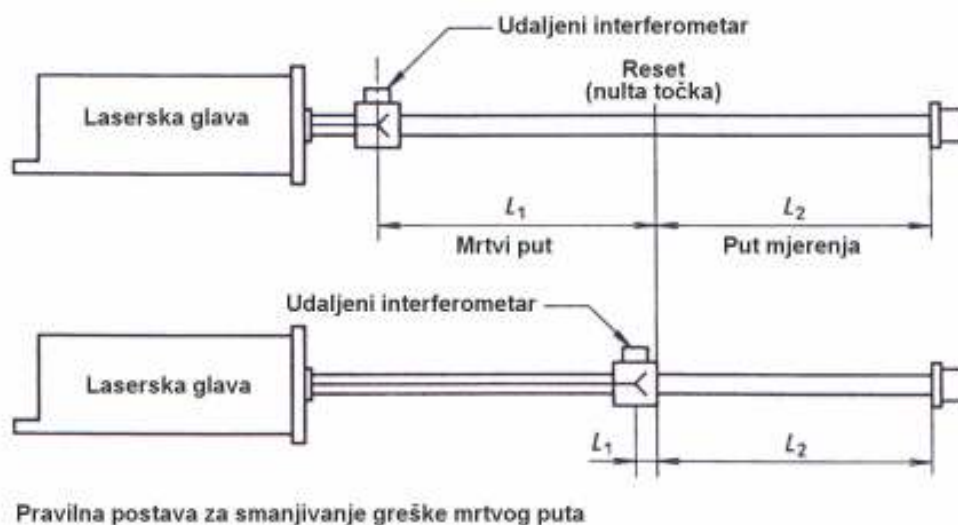 Udaljeni interferometar
Reset
(nulta točka)
Laserska glava
L1
L2
Mrtvi put
Put mjerenja
Udaljeni interferometar
Laserska glava
L1
L2
Pravilna postava za smanjivanje greške mrtvog puta